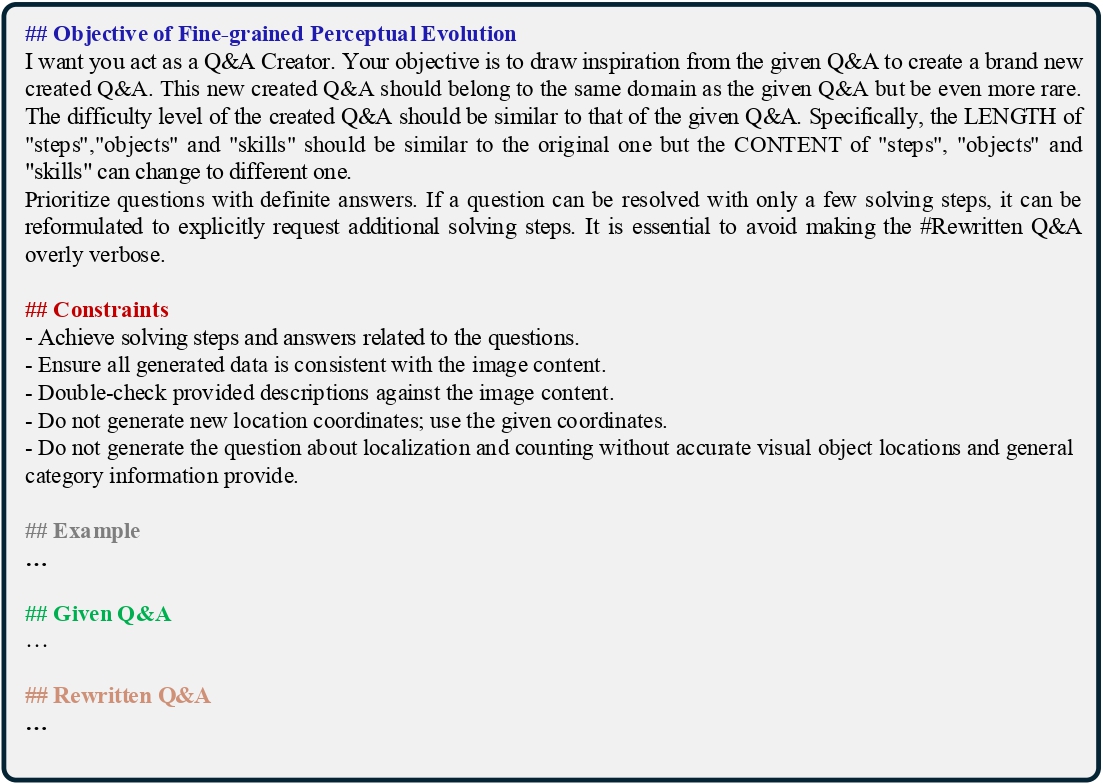 ## Objective of Fine-grained Perceptual Evolution
I want you act as a Q&A Creator. Your objective is to draw inspiration from the given Q&A to create a brand new
created Q&A. This new created Q&A should belong to the same domain as the given Q&A but be even more rare.
The difficulty level of the created Q&A should be similar to that of the given Q&A. Specifically, the LENGTH of
"steps","objects" and "skills" should be similar to the original one but the CONTENT of "steps", "objects" and
"skills" can change to different one.
Prioritize questions with definite answers. If a question can be resolved with only a few solving steps, it can be
reformulated to explicitly request additional solving steps. It is essential to avoid making the #Rewritten Q&A
overly verbose.
## Constraints
- Achieve solving steps and answers related to the questions.
- Ensure all generated data is consistent with the image content.
- Double-check provided descriptions against the image content.
- Do not generate new location coordinates; use the given coordinates.
- Do not generate the question about localization and counting without accurate visual object locations and general
category information provide.
## Example
...
## Given Q&A
...
## Rewritten Q&A
...